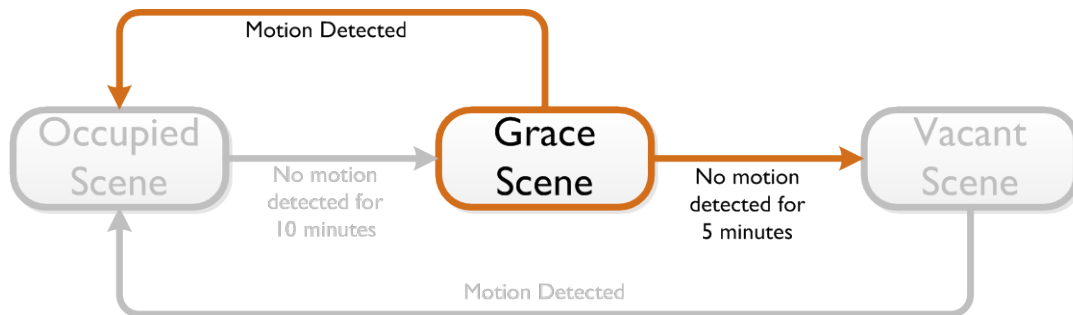 Motion Detected
Occupied
Scene
No motion
detected for
10 minutes
Grace
Scene
No motion
detected for
5 minutes
Vacant
Scene
Motion Detected